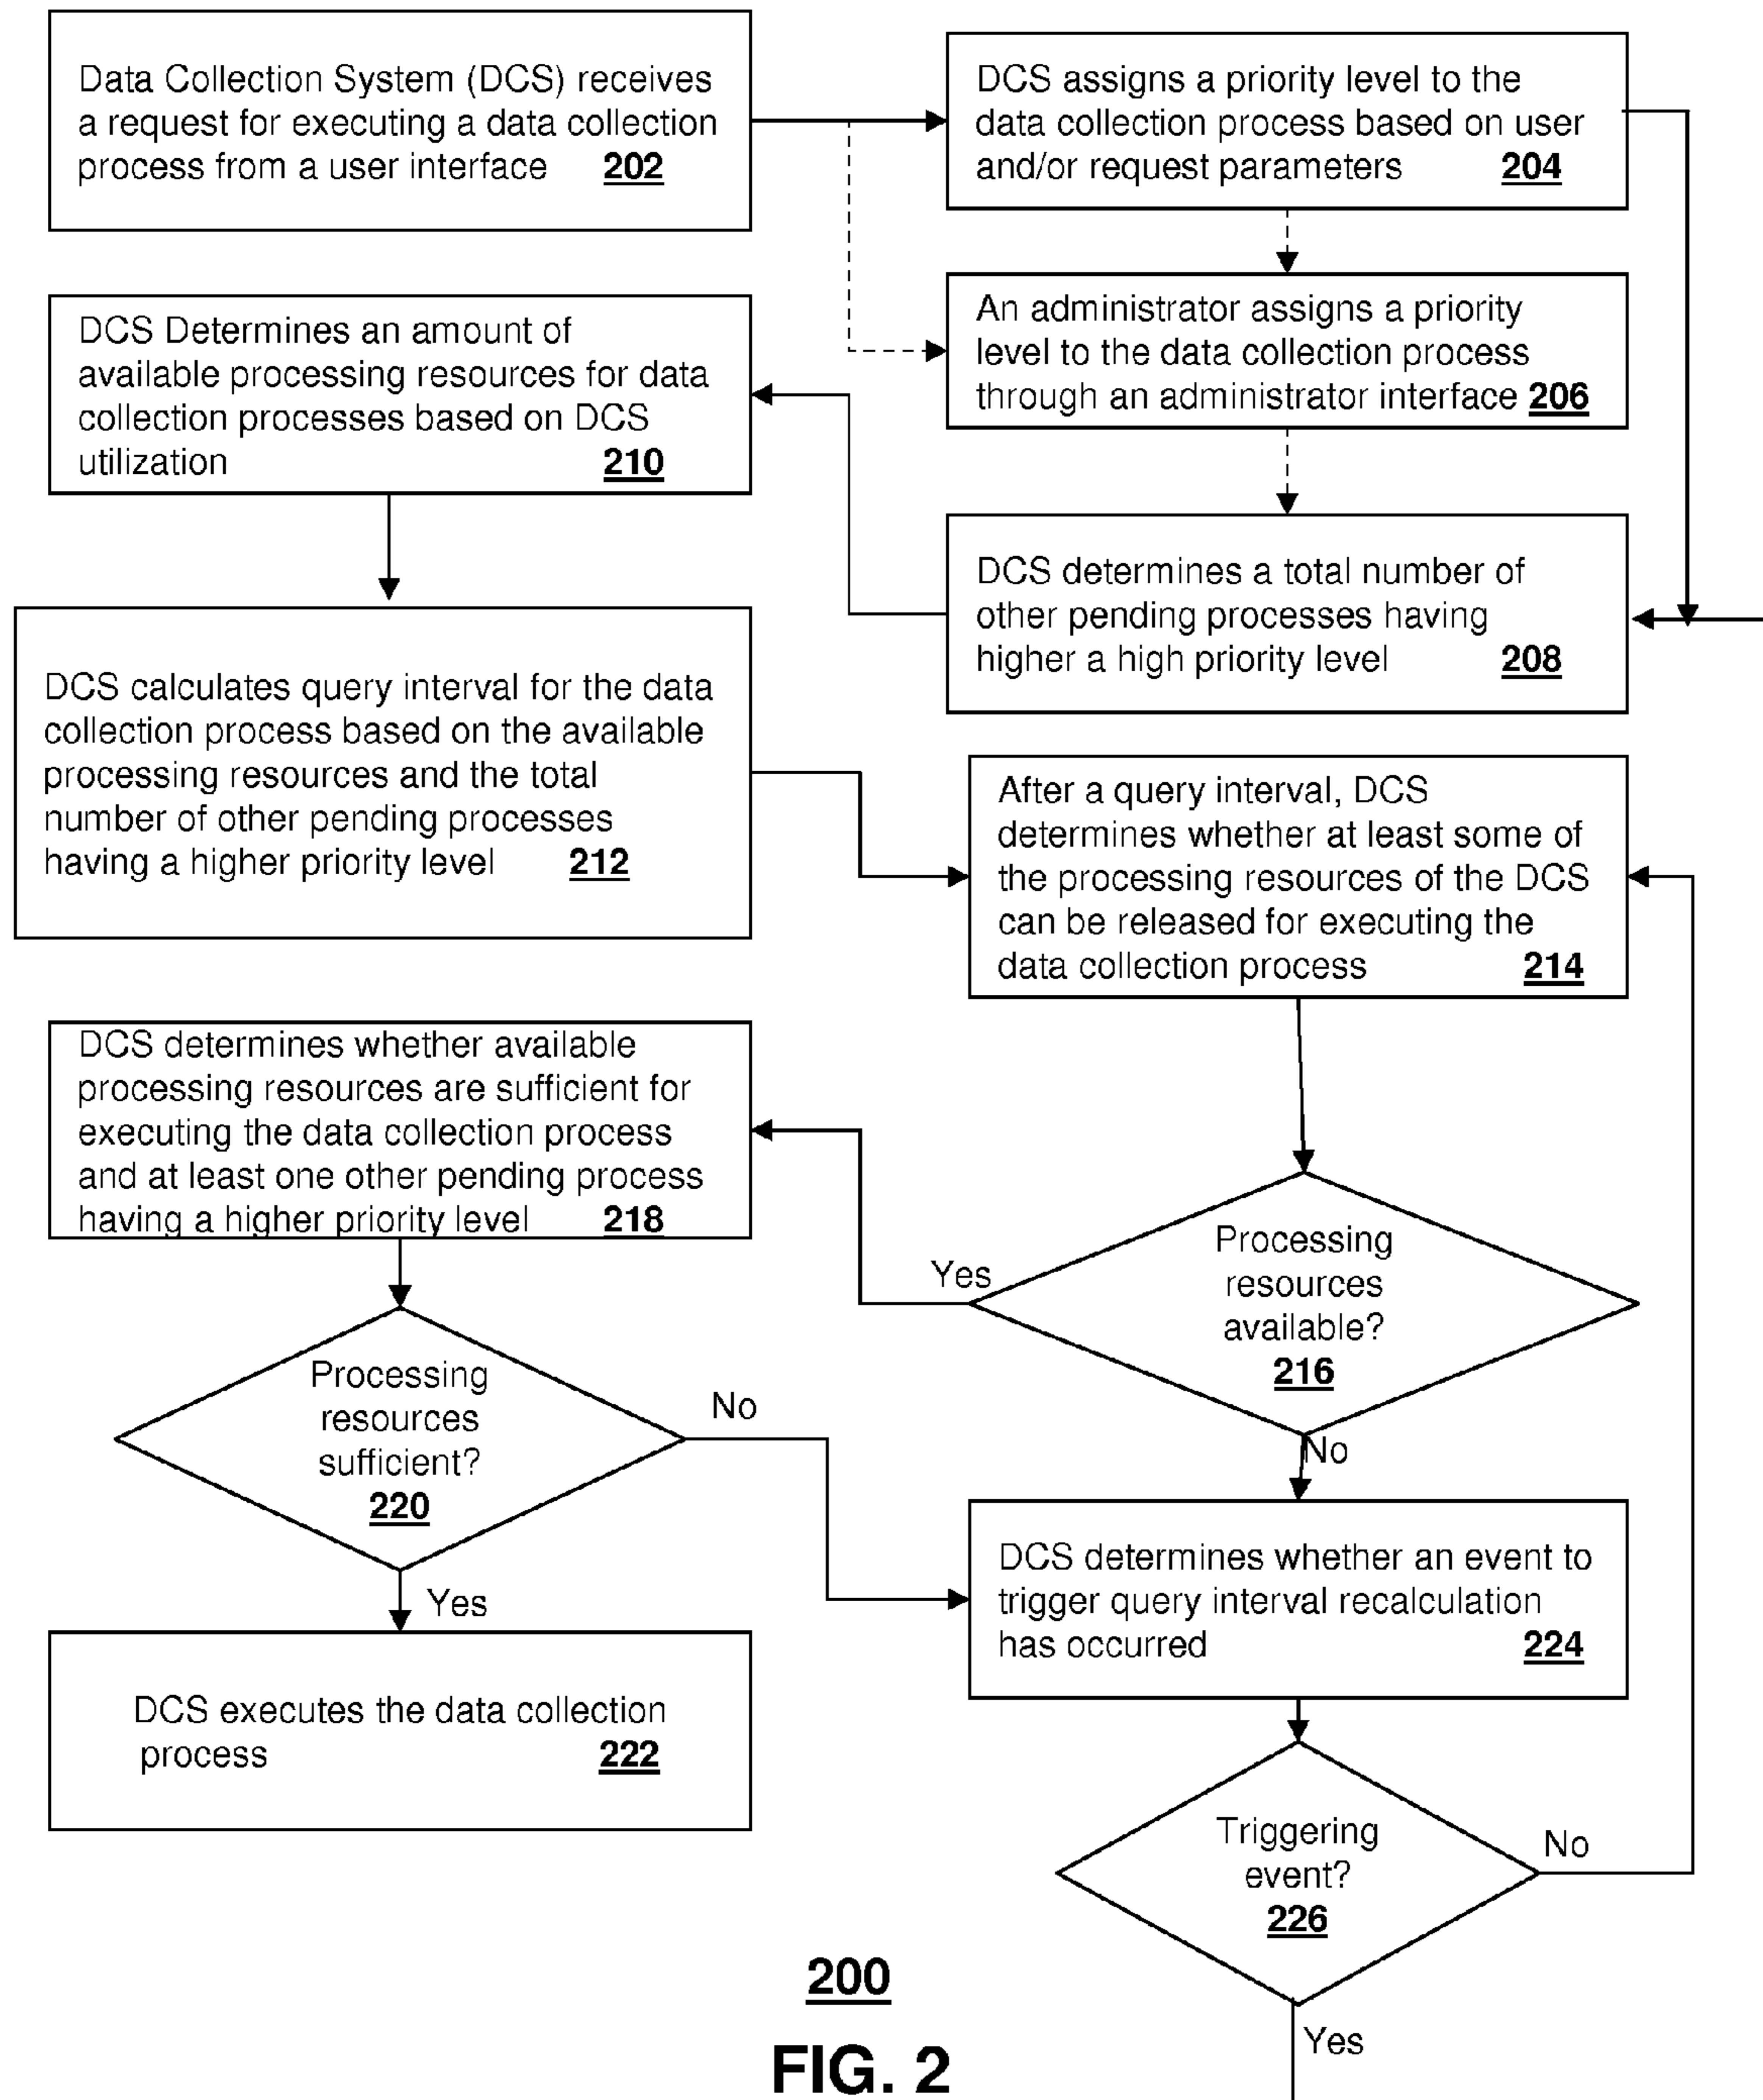 Data Collection System (DCS) receives
a request for executing a data collection
process from a user interface 202
DCS assigns a priority level to the
data collection process based on user
and/or request parameters 204
An administrator assigns a priority
level to the data collection process
through an administrator interface 206
DCS determines a total number of
other pending processes having
higher a high priority level 208
DCS Determines an amount of
available processing resources for data
collection processes based on DCS
utilization 210
DCS calculates query interval for the data
collection process based on the available
processing resources and the total
number of other pending processes
having a higher priority level 212
After a query interval, DCS
determines whether at least some of
the processing resources of the DCS
can be released for executing the
data collection process 214
Processing
resources
available?
216
Yes
No
DCS determines whether available
processing resources are sufficient for
executing the data collection process
and at least one other pending process
having a higher priority level 218
Processing
resources
sufficient?
220
No
Yes
DCS executes the data collection
process 222
DCS determines whether an event to
trigger query interval recalculation
has occurred 224
Triggering
event?
226
No
Yes
200
FIG. 2